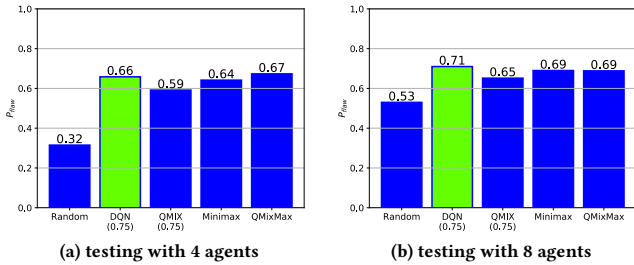 1.0
0.8
0.6
0.4
0.2
0.0
P_flaw
0.32
0.66
0.59
0.64
0.67
Random
DQN
(0.75)
QMIX
(0.75)
Minimax
QMixMax
(a) testing with 4 agents
1.0
0.8
0.6
0.4
0.2
0.0
P_flaw
0.53
0.71
0.65
0.69
0.69
Random
DQN
(0.75)
QMIX
(0.75)
Minimax
QMixMax
(b) testing with 8 agents